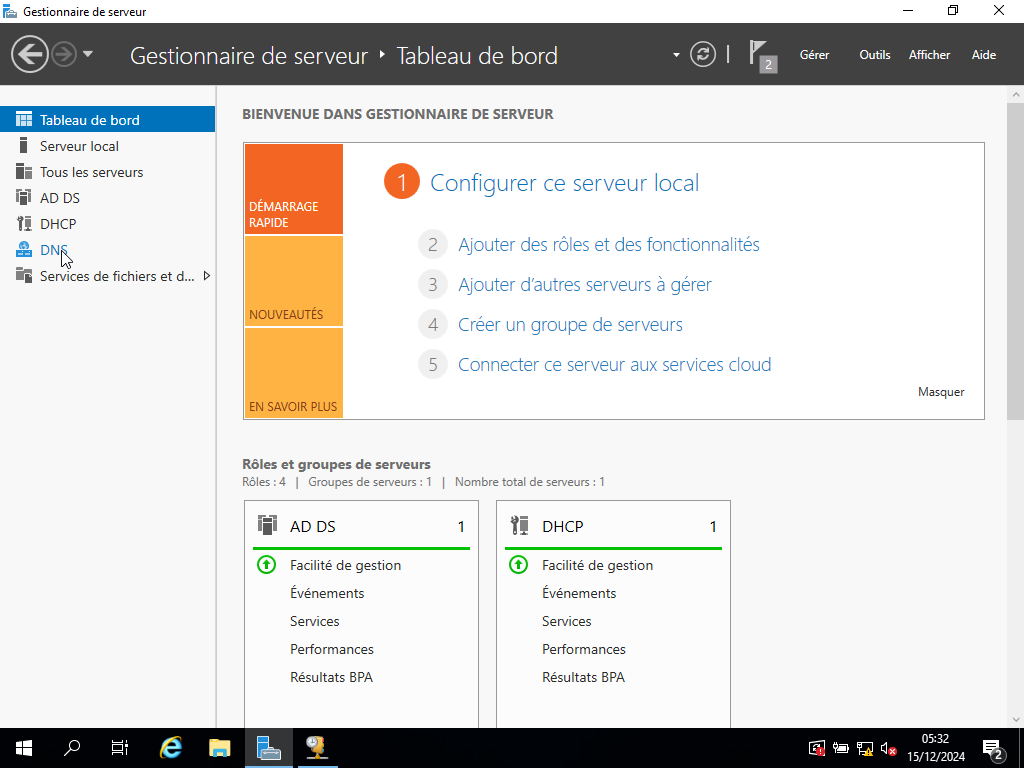 Gestionnaire de serveur
Gestionnaire de serveur ‣ Tableau de bord
2
Gérer
Outils
Afficher
Aide
Tableau de bord
Serveur local
Tous les serveurs
AD DS
DHCP
DNS
Services de fichiers et d...
BIENVENUE DANS GESTIONNAIRE DE SERVEUR
DÉMARRAGE
RAPIDE
NOUVEAUTÉS
EN SAVOIR PLUS
1 Configurer ce serveur local
2 Ajouter des rôles et des fonctionnalités
3 Ajouter d’autres serveurs à gérer
4 Créer un groupe de serveurs
5 Connecter ce serveur aux services cloud
Masquer
Rôles et groupes de serveurs
Rôles : 4 | Groupes de serveurs : 1 | Nombre total de serveurs : 1
AD DS 1
Facilité de gestion
Événements
Services
Performances
Résultats BPA
DHCP 1
Facilité de gestion
Événements
Services
Performances
Résultats BPA
05:32
15/12/2024
2